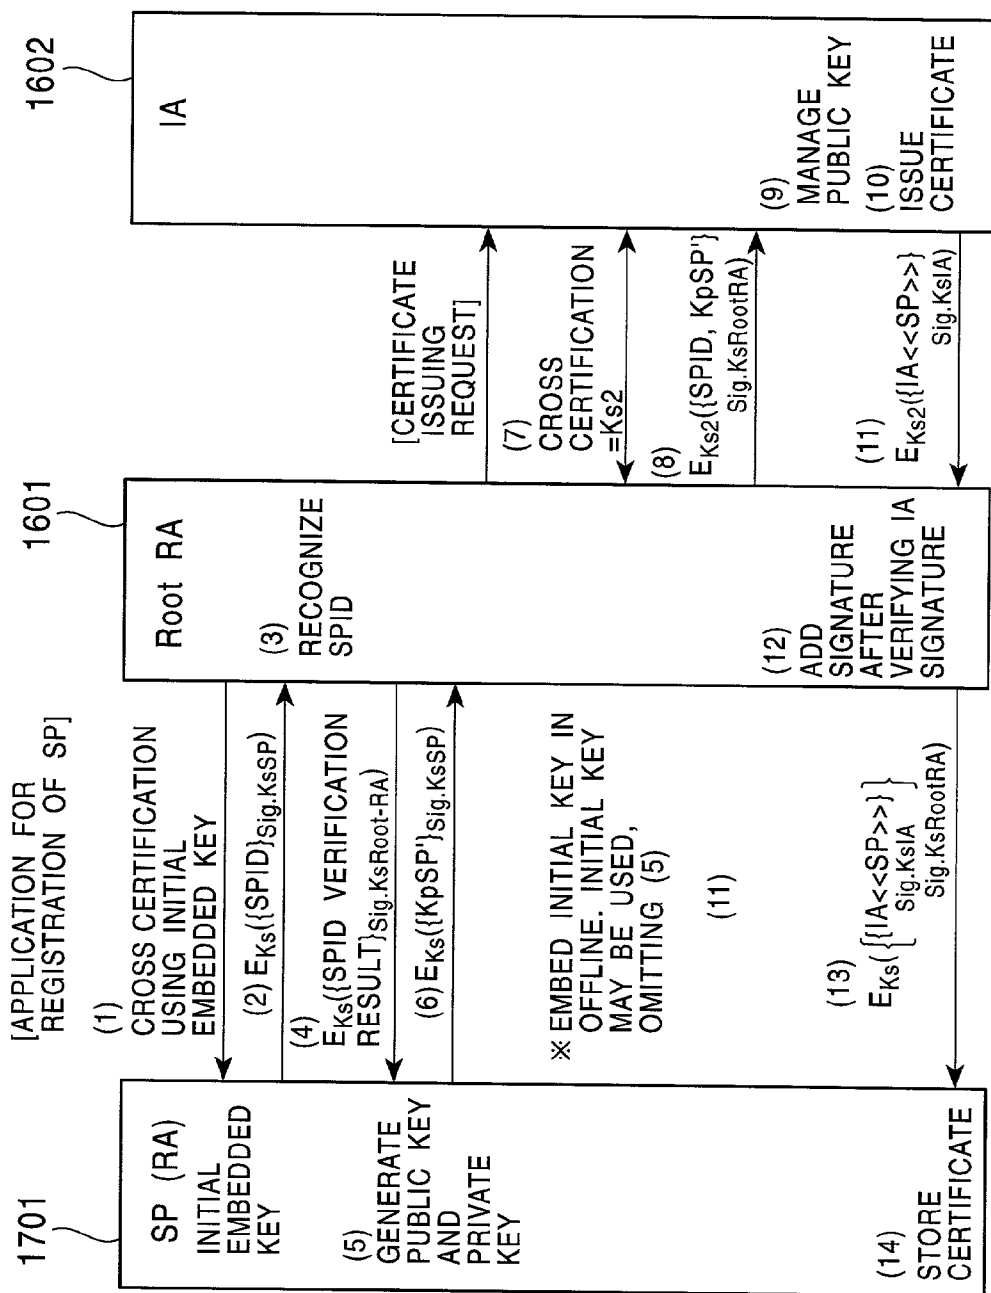 [APPLICATION FOR
REGISTRATION OF SP]
1701
SP (RA)
INITIAL
EMBEDDED
KEY
(5)
GENERATE
PUBLIC KEY
AND
PRIVATE
KEY
(14)
STORE
CERTIFICATE
(1)
CROSS CERTIFICATION
USING INITIAL
EMBEDDED KEY
(2) EKs({SPID}Sig.KsSP)
(4)
EKs({SPID VERIFICATION
RESULT}Sig.KsRoot-RA)
(6) EKs({KpSP'}Sig.KsSP)
※ EMBED INITIAL KEY IN
OFFLINE. INITIAL KEY
MAY BE USED,
OMITTING (5)
(11)
(13)
EKs({{IA<<SP>>}
Sig.KsIA}
Sig.KsRootRA)
1601
Root RA
(3)
RECOGNIZE
SPID
(12)
ADD
SIGNATURE
AFTER
VERIFYING IA
SIGNATURE
[CERTIFICATE
ISSUING
REQUEST]
(7)
CROSS
CERTIFICATION
=Ks2
(8)
EKs2({SPID, KpSP'}
Sig.KsRootRA)
(11)
EKs2({IA<<SP>>}
Sig.KsIA)
1602
IA
(9)
MANAGE
PUBLIC KEY
(10)
ISSUE
CERTIFICATE